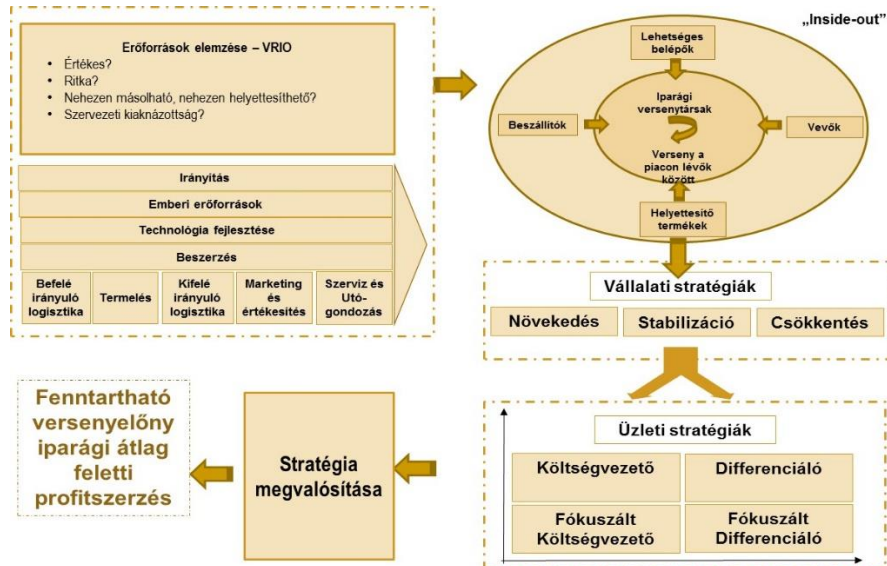 „Inside-out”
Erőforrások elemzése – VRIO
• Értékes?
• Ritka?
• Nehezen másolható, nehezen helyettesíthető?
• Szervezeti kiaknázottság?
Irányítás
Emberi erőforrások
Technológia fejlesztése
Beszerzés
Befelé
irányuló
logisztika
Termelés
Kifelé
irányuló
logisztika
Marketing
és
értékesítés
Szerviz és
Utó-
gondozás
Lehetséges
belépők
Beszállítók
Iparági
versenytársak
Verseny a
piacon lévők
között
Vevők
Helyettesítő
termékek
Vállalati stratégiák
Növekedés
Stabilizáció
Csökkentés
Üzleti stratégiák
Költségvezető
Differenciáló
Fókuszált
Költségvezető
Fókuszált
Differenciáló
Stratégia
megvalósítása
Fenntartható
versenyelőny
iparági átlag
feletti
profitszerzés